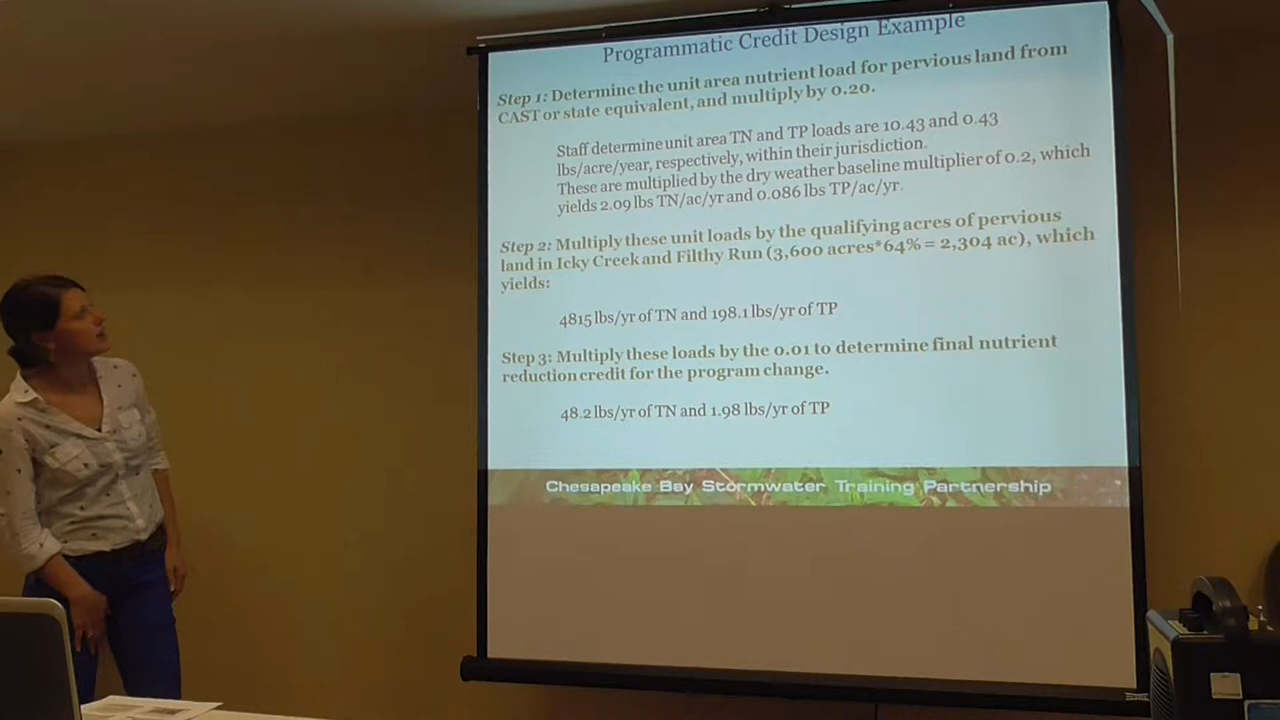 Programmatic Credit Design Example
Step 1: Determine the unit area nutrient load for pervious land from
CAST or state equivalent, and multiply by 0.20.
Staff determine unit area TN and TP loads are 10.43 and 0.43
lbs/acre/year, respectively, within their jurisdiction.
These are multiplied by the dry weather baseline multiplier of 0.2, which
yields 2.09 lbs TN/ac/yr and 0.086 lbs TP/ac/yr.
Step 2: Multiply these unit loads by the qualifying acres of pervious
land in Icky Creek and Filthy Run (3,600 acres*64% = 2,304 ac), which
yields:
4815 lbs/yr of TN and 198.1 lbs/yr of TP
Step 3: Multiply these loads by the 0.01 to determine final nutrient
reduction credit for the program change.
48.2 lbs/yr of TN and 1.98 lbs/yr of TP
Chesapeake Bay Stormwater Training Partnership